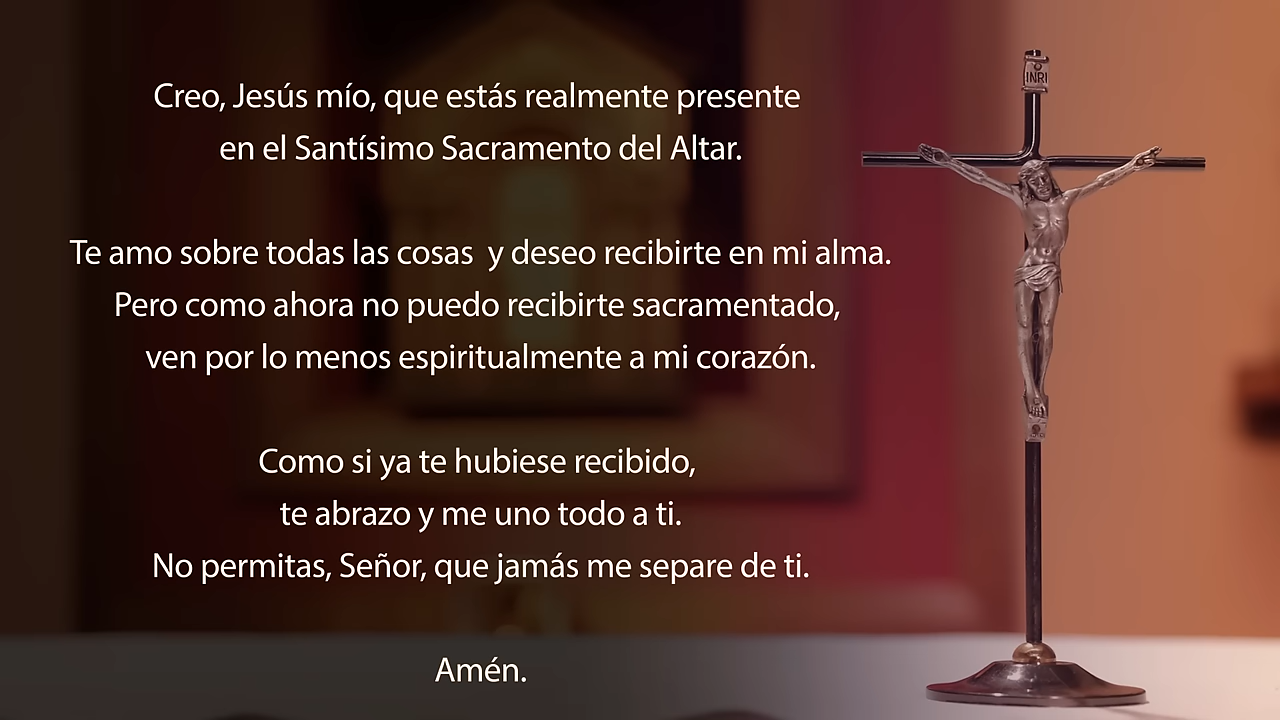 Creo, Jesús mío, que estás realmente presente
en el Santísimo Sacramento del Altar.
Te amo sobre todas las cosas  y deseo recibirte en mi alma.
Pero como ahora no puedo recibirte sacramentado,
ven por lo menos espiritualmente a mi corazón.
Como si ya te hubiese recibido,
te abrazo y me uno todo a ti.
No permitas, Señor, que jamás me separe de ti.
Amén.
INRI